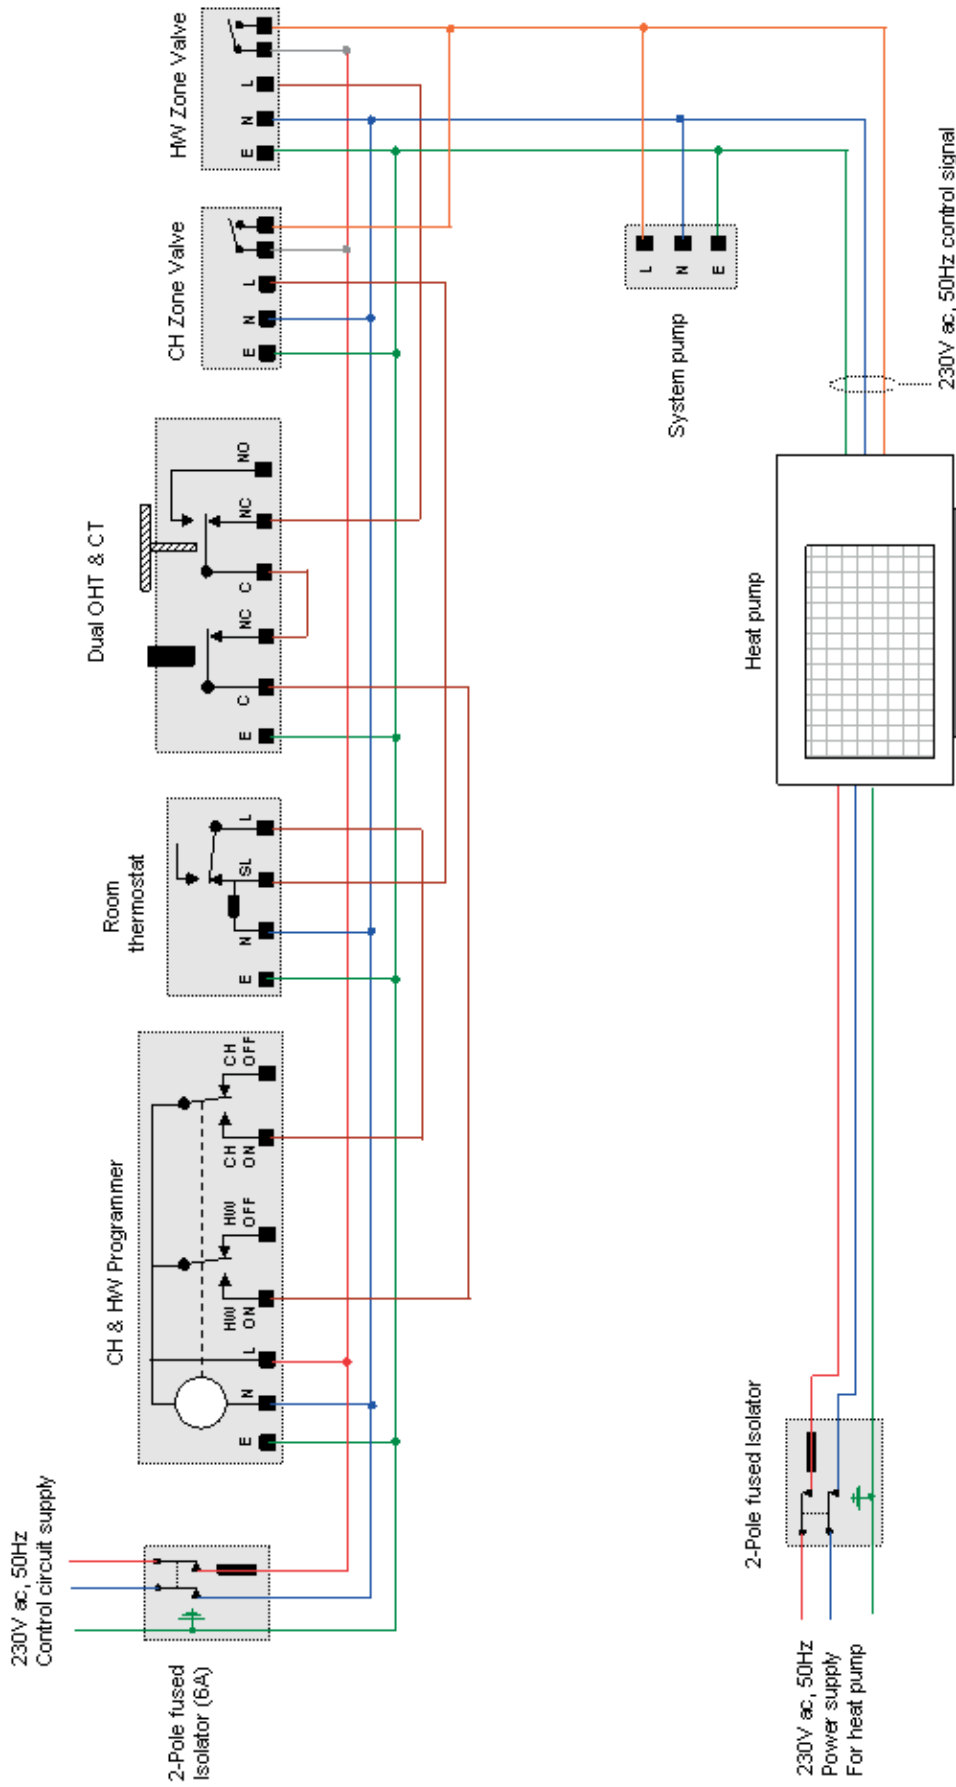 230V ac, 50Hz
Control circuit supply
2-Pole fused
Isolator (6A)
CH & HW Programmer
E
N
L
HW
ON
HW
OFF
CH
ON
CH
OFF
Room
thermostat
E
N
SL
L
Dual OHT & CT
E
C
NC
C
NC
NO
CH Zone Valve
E
N
L
HW Zone Valve
E
N
L
System pump
L
N
E
230V ac, 50Hz
Power supply
For heat pump
2-Pole fused Isolator
Heat pump
230V ac, 50Hz control signal